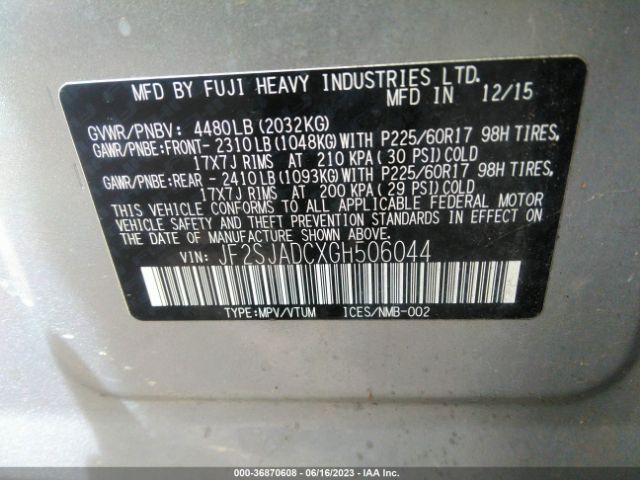 MFD BY FUJI HEAVY INDUSTRIES LTD.
MFD IN 12/15
GVWR/PNBV: 4480LB (2032KG)
GAWR/PNBE:FRONT- 2310LB (1048KG) WITH P225/60R17 98H TIRES,
17X7J RIMS AT 210 KPA (30 PSI) COLD
GAWR/PNBE:REAR - 2410LB (1093KG) WITH P225/60R17 98H TIRES,
17X7J RIMS AT 200 KPA (29 PSI) COLD
THIS VEHICLE CONFORMS TO ALL APPLICABLE FEDERAL MOTOR
VEHICLE SAFETY AND THEFT PREVENTION STANDARDS IN EFFECT ON
THE DATE OF MANUFACTURE SHOWN ABOVE.
VIN: JF2SJADCXGH506044
TYPE:MPV/VTUM ICES/NMB-002
000-36870608 - 06/16/2023 - IAA Inc.